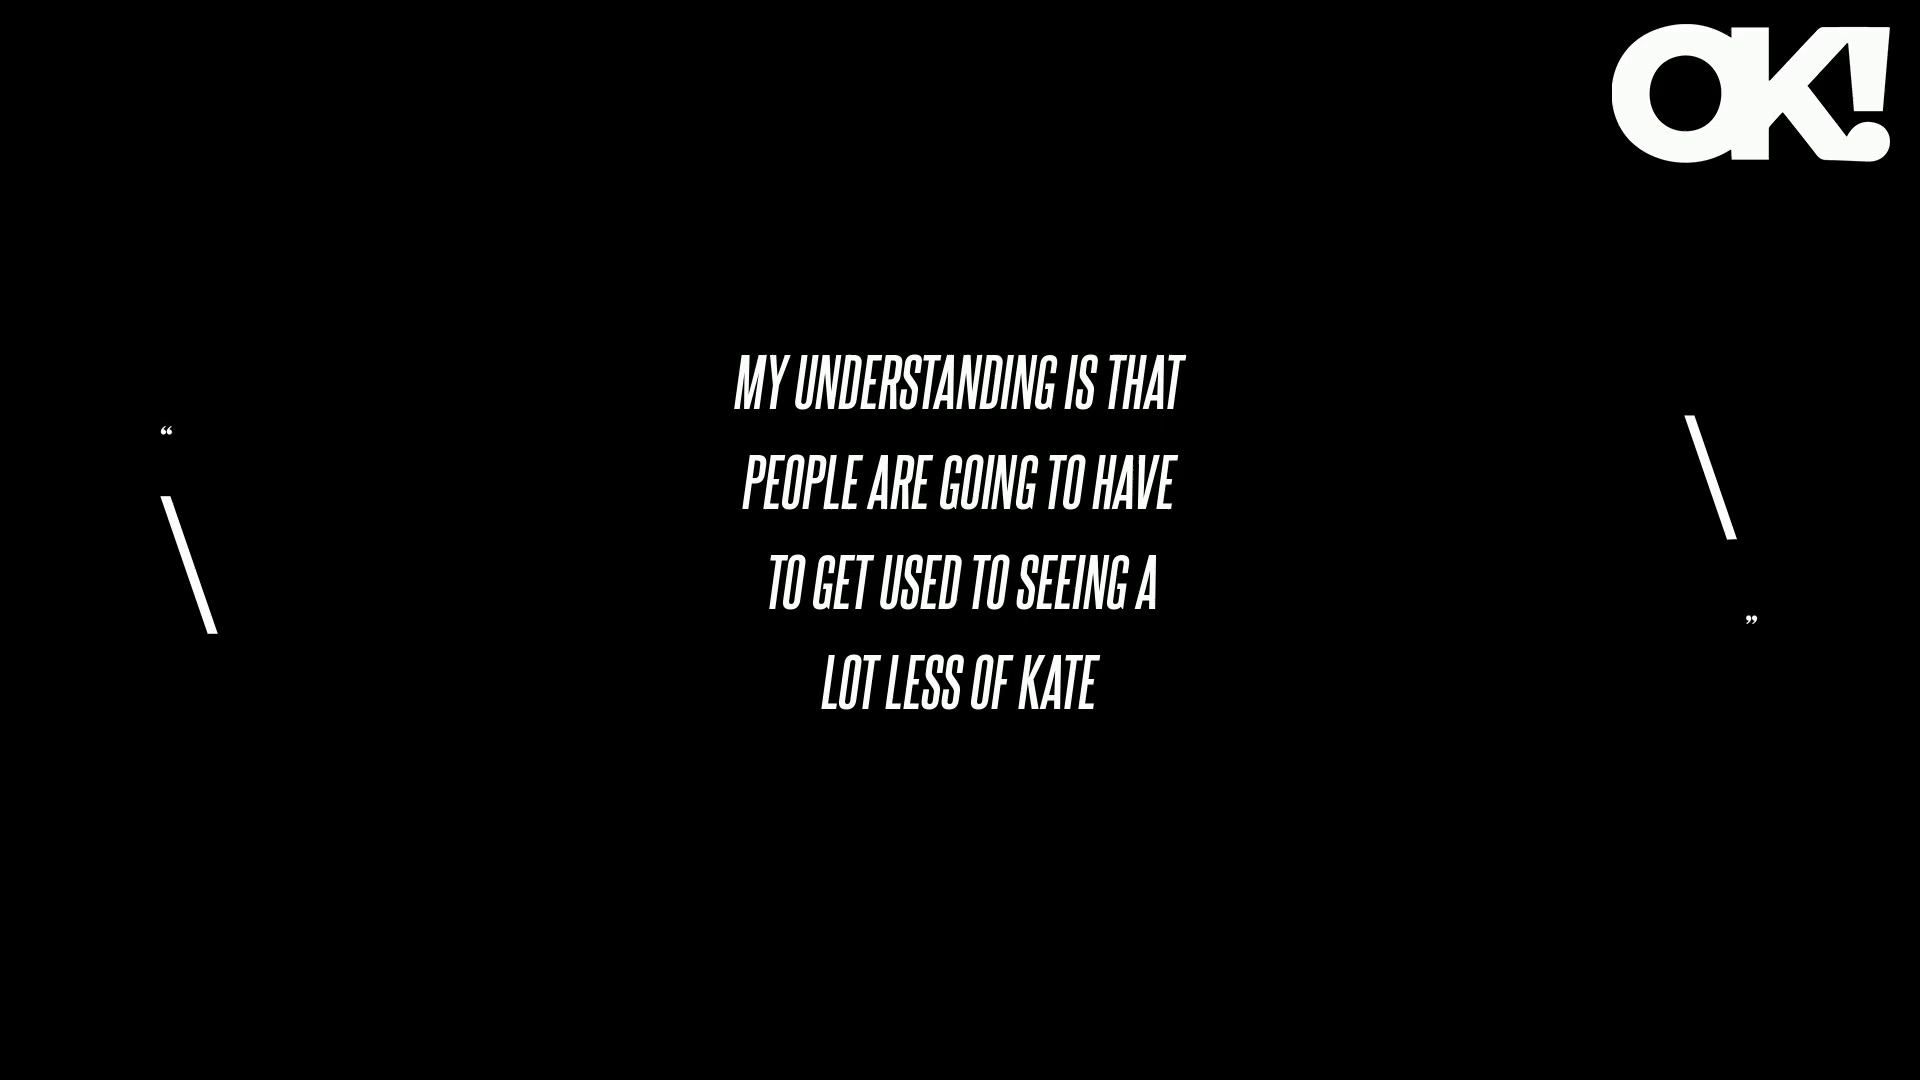 OK!
“
MY UNDERSTANDING IS THAT
PEOPLE ARE GOING TO HAVE
TO GET USED TO SEEING A
LOT LESS OF KATE
”